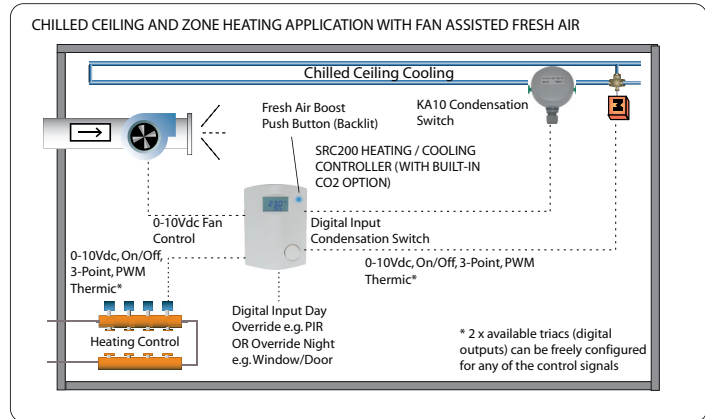 CHILLED CEILING AND ZONE HEATING APPLICATION WITH FAN ASSISTED FRESH AIR
Chilled Ceiling Cooling
Fresh Air Boost
Push Button (Backlit)
KA10 Condensation
Switch
M
SRC200 HEATING / COOLING
CONTROLLER (WITH BUILT-IN
CO2 OPTION)
0-10Vdc Fan
Control
Digital Input
Condensation Switch
0-10Vdc, On/Off,
3-Point, PWM
Thermic*
0-10Vdc, On/Off, 3-Point, PWM
Thermic*
Heating Control
Digital Input Day
Override e.g. PIR
OR Override Night
e.g. Window/Door
* 2 x available triacs (digital
outputs) can be freely configured
for any of the control signals